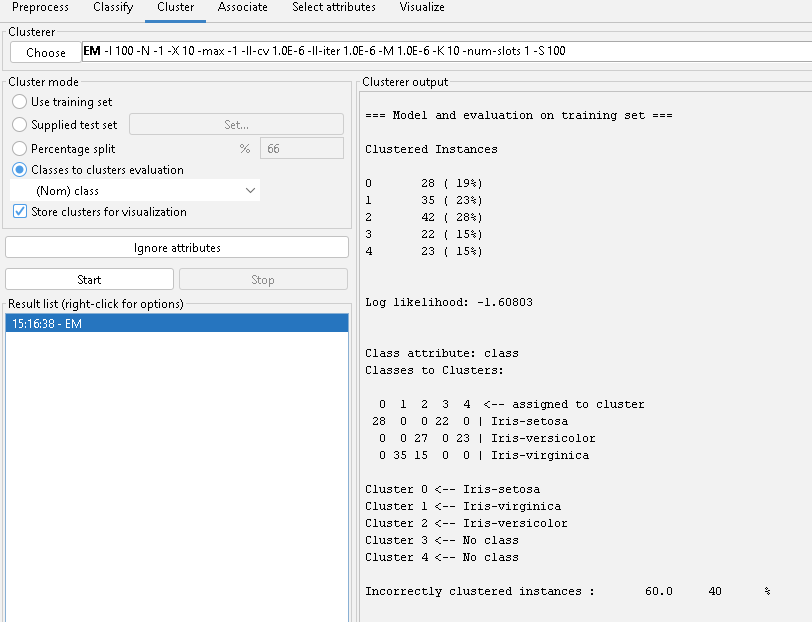 Preprocess Classify Cluster Associate Select attributes Visualize
Clusterer
Choose EM -I 100 -N -1 -X 10 -max -1 -ll-cv 1.0E-6 -ll-iter 1.0E-6 -M 1.0E-6 -K 10 -num-slots 1 -S 100
Cluster mode
Use training set
Supplied test set Set...
Percentage split % 66
Classes to clusters evaluation
(Nom) class
Store clusters for visualization
Ignore attributes
Start Stop
Result list (right-click for options)
15:16:38 - EM
Clusterer output
=== Model and evaluation on training set ===
Clustered Instances
0 28 ( 19%)
1 35 ( 23%)
2 42 ( 28%)
3 22 ( 15%)
4 23 ( 15%)
Log likelihood: -1.60803
Class attribute: class
Classes to Clusters:
0 1 2 3 4 <-- assigned to cluster
28 0 0 22 0 | Iris-setosa
0 0 27 0 23 | Iris-versicolor
0 35 15 0 0 | Iris-virginica
Cluster 0 <-- Iris-setosa
Cluster 1 <-- Iris-virginica
Cluster 2 <-- Iris-versicolor
Cluster 3 <-- No class
Cluster 4 <-- No class
Incorrectly clustered instances : 60.0 40 %